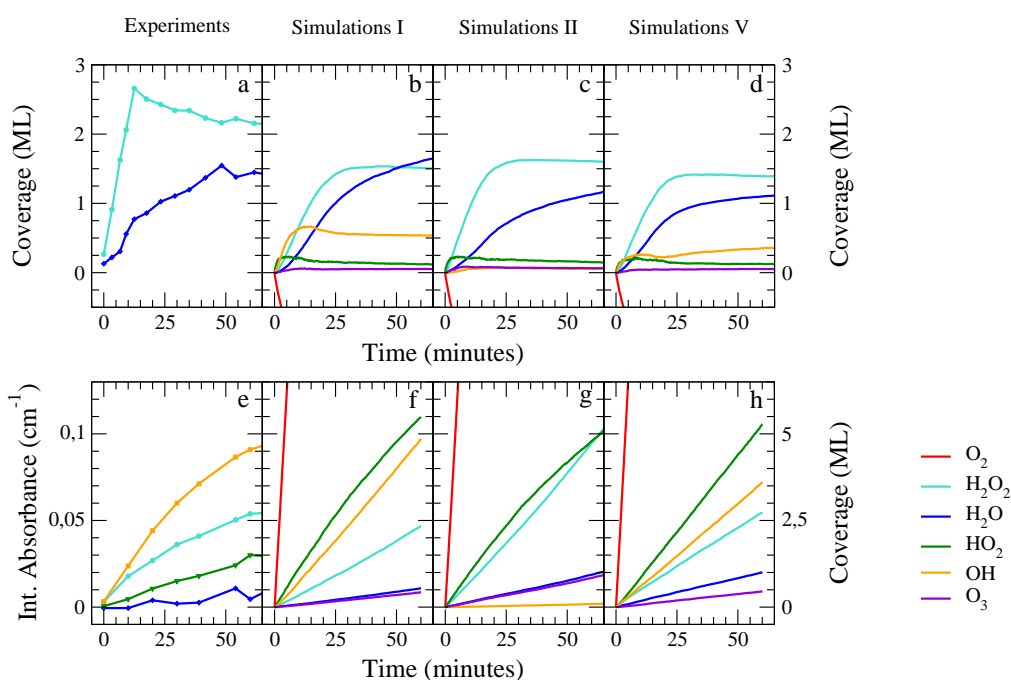 Experiments Simulations I Simulations II Simulations V
3 a b c d 3
2 2
1 1
0 0
Coverage (ML) Coverage (ML)
0 25 50 0 25 50 0 25 50 0 25 50
Time (minutes)
e f g h
0,1 5
0,05 2,5
0 0
Int. Absorbance (cm⁻¹) Coverage (ML)
0 25 50 0 25 50 0 25 50 0 25 50
Time (minutes)
O₂
H₂O₂
H₂O
HO₂
OH
O₃